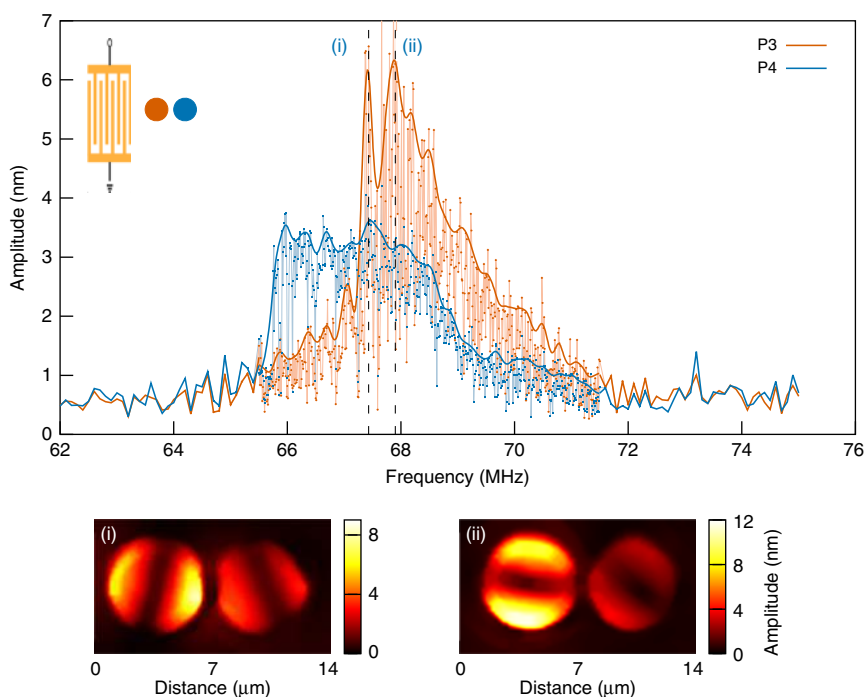 7
6
5
4
3
2
1
0
Amplitude (nm)
(i)
(ii)
P3
P4
62
64
66
68
70
72
74
76
Frequency (MHz)
(i)
8
4
0
0
7
14
Distance (μm)
(ii)
12
8
4
0
Amplitude (nm)
0
7
14
Distance (μm)